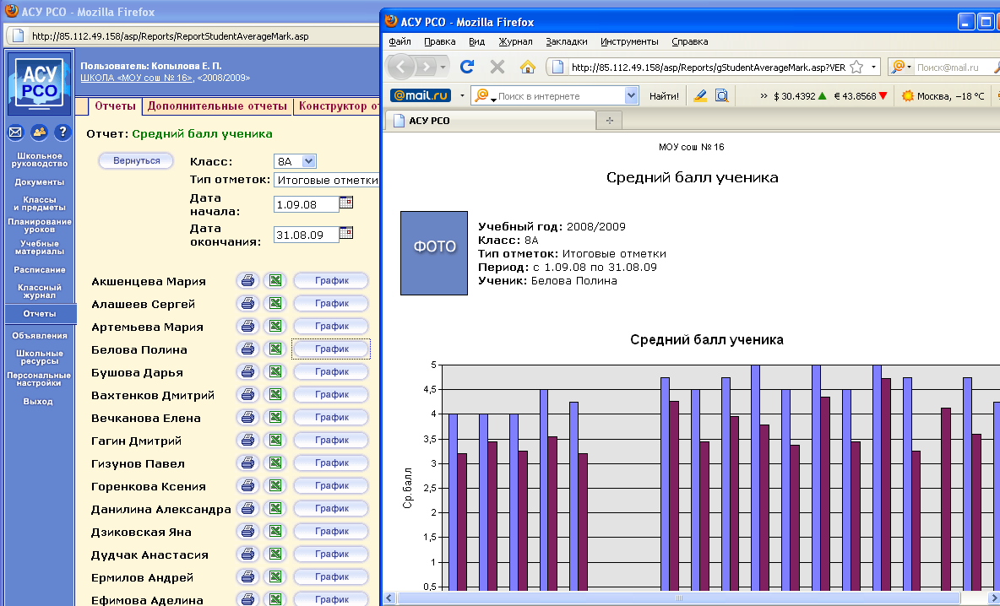 АСУ РСО - Mozilla Firefox
http://85.112.49.158/asp/Reports/ReportStudentAverageMark.asp
АСУ
РСО
Пользователь: Копылова Е. П.
ШКОЛА <МОУ сош № 16>, <2008/2009>
Отчеты
Дополнительные отчеты
Конструктор от
?
Школьное
руководство
Документы
Классы
и предметы
Планирование
уроков
Учебные
материалы
Расписание
Классный
журнал
Отчеты
Объявления
Школьные
ресурсы
Персональные
настройки
Выход
Отчет: Средний балл ученика
Вернуться
Класс: 8А
Тип отметок: Итоговые отметки
Дата
начала: 1.09.08
Дата
окончания: 31.08.09
Акшенцева Мария График
Алашеев Сергей График
Артемьева Мария График
Белова Полина График
Бушова Дарья График
Вахтенков Дмитрий График
Вечканова Елена График
Гагин Дмитрий График
Гизунов Павел График
Горенкова Ксения График
Данилина Александра График
Дзиковская Яна График
Дудчак Анастасия График
Ермилов Андрей График
Ефимова Аделина График
АСУ РСО - Mozilla Firefox
Файл Правка Вид Журнал Закладки Инструменты Справка
http://85.112.49.158/asp/Reports/gStudentAverageMark.asp?VER
Поиск@mail.ru
@mail.ru
Поиск в интернете
Найти!
» $ 30.4392 € 43.8568 Москва, −18 °C
АСУ РСО
МОУ сош № 16
Средний балл ученика
ФОТО
Учебный год: 2008/2009
Класс: 8А
Тип отметок: Итоговые отметки
Период: с 1.09.08 по 31.08.09
Ученик: Белова Полина
Средний балл ученика
Ср.балл
5
4,5
4
3,5
3
2,5
2
1,5
1
0,5